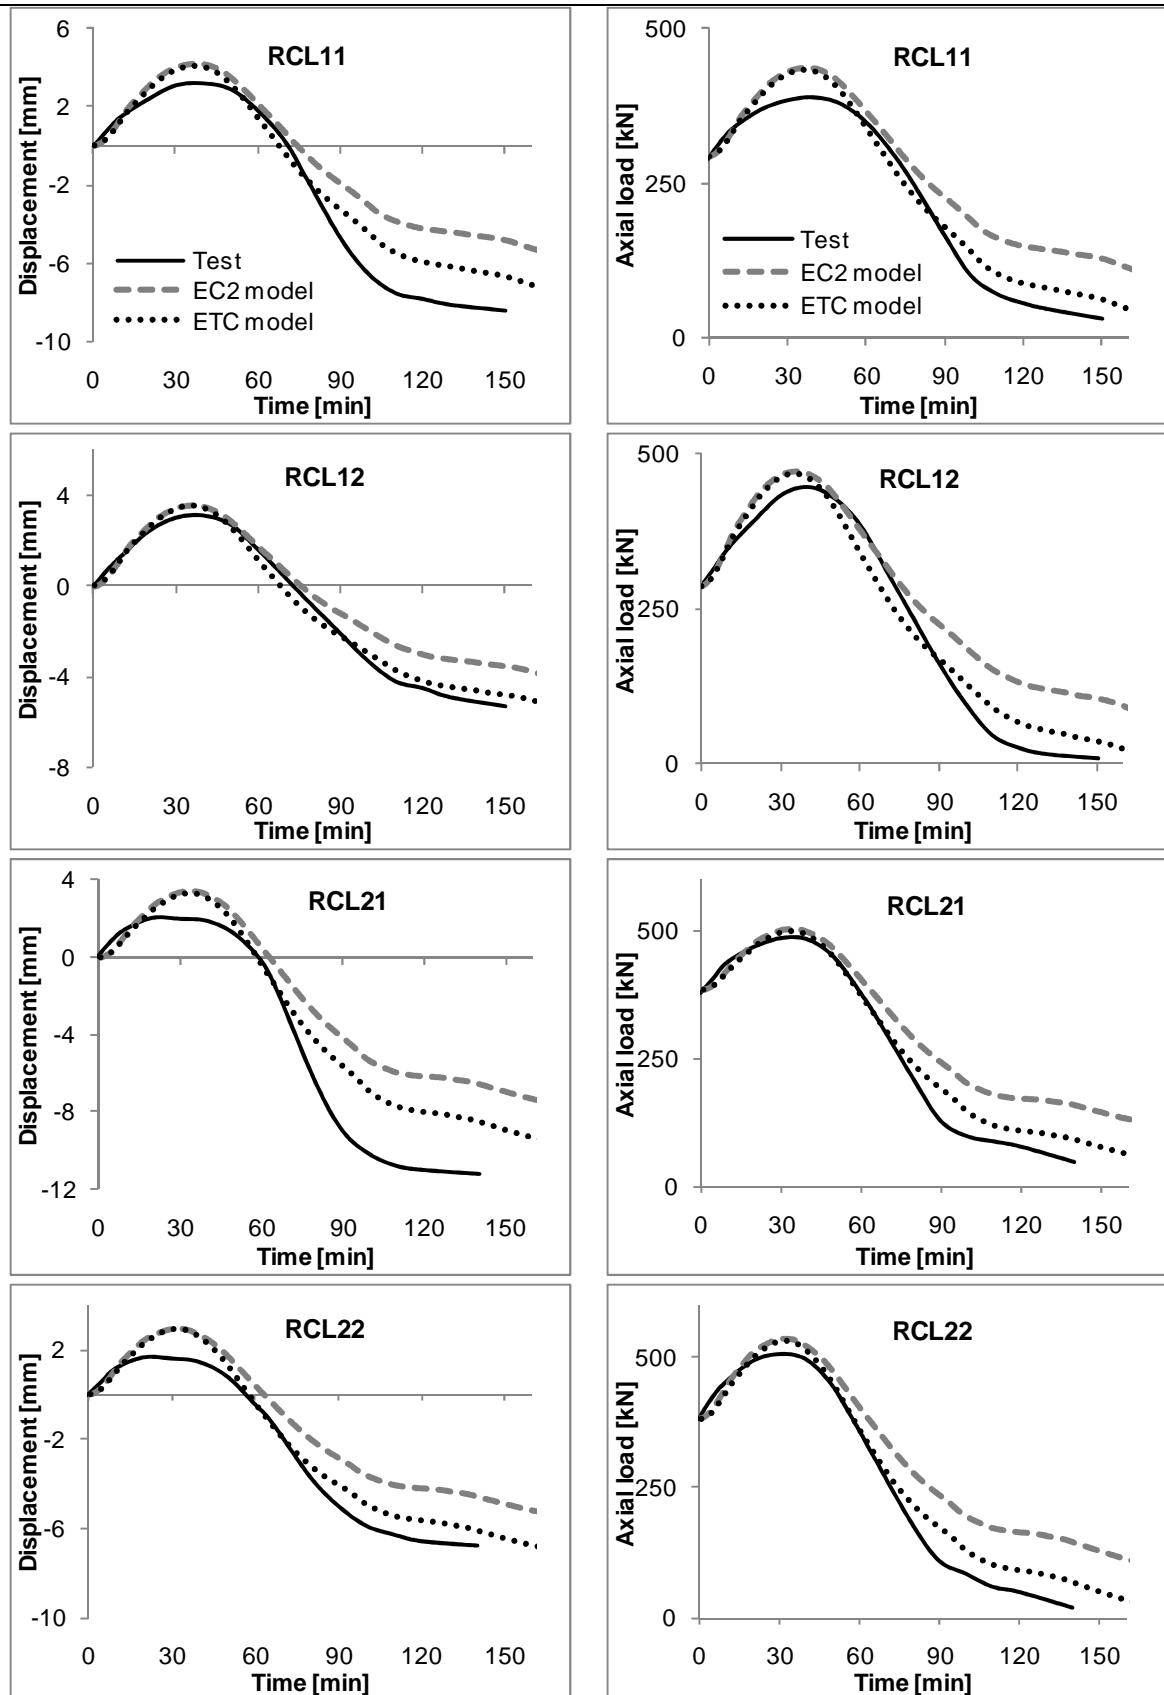 RCL11
6
2
-2
-6
-10
Displacement [mm]
Test
EC2 model
ETC model
0 30 60 90 120 150
Time [min]
RCL11
500
250
0
Axial load [kN]
Test
EC2 model
ETC model
0 30 60 90 120 150
Time [min]
RCL12
4
0
-4
-8
Displacement [mm]
0 30 60 90 120 150
Time [min]
RCL12
500
250
0
Axial load [kN]
0 30 60 90 120 150
Time [min]
RCL21
4
0
-4
-8
-12
Displacement [mm]
0 30 60 90 120 150
Time [min]
RCL21
500
250
0
Axial load [kN]
0 30 60 90 120 150
Time [min]
RCL22
2
-2
-6
-10
Displacement [mm]
0 30 60 90 120 150
Time [min]
RCL22
500
250
0
Axial load [kN]
0 30 60 90 120 150
Time [min]